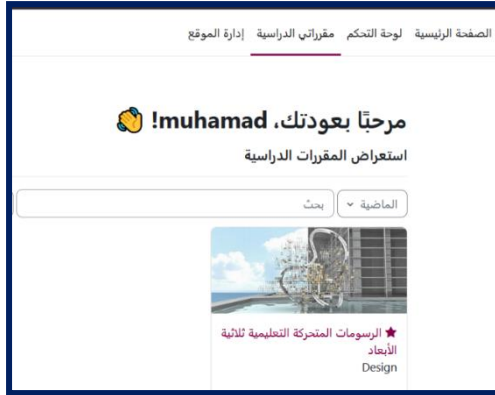 الصفحة الرئيسية لوحة التحكم مقرراتي الدراسية إدارة الموقع
مرحبًا بعودتك، muhamad! 👋
استعراض المقررات الدراسية
الماضية بحث
الرسومات المتحركة التعليمية ثلاثية
الأبعاد
Design